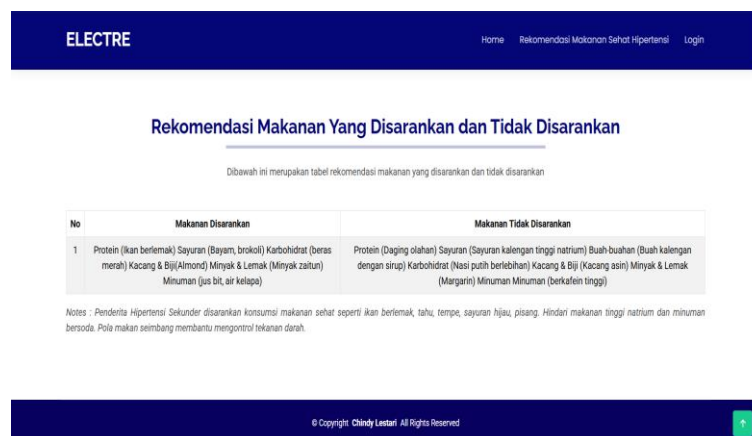 ELECTRE
Home Rekomendasi Makanan Sehat Hipertensi Login
Rekomendasi Makanan Yang Disarankan dan Tidak Disarankan
Dibawah ini merupakan tabel rekomendasi makanan yang disarankan dan tidak disarankan
No Makanan Disarankan Makanan Tidak Disarankan
1 Protein (Ikan berlemak) Sayuran (Bayam, brokoli) Karbohidrat (beras
merah) Kacang & Biji(Almond) Minyak & Lemak (Minyak zaitun)
Minuman (jus bit, air kelapa)
Protein (Daging olahan) Sayuran (Sayuran kalengan tinggi natrium) Buah-buahan (Buah kalengan
dengan sirup) Karbohidrat (Nasi putih berlebihan) Kacang & Biji (Kacang asin) Minyak & Lemak
(Margarin) Minuman Minuman (berkafein tinggi)
Notes : Penderita Hipertensi Sekunder disarankan konsumsi makanan sehat seperti ikan berlemak, tahu, tempe, sayuran hijau, pisang. Hindari makanan tinggi natrium dan minuman
bersoda. Pola makan seimbang membantu mengontrol tekanan darah.
© Copyright Chindy Lestari All Rights Reserved